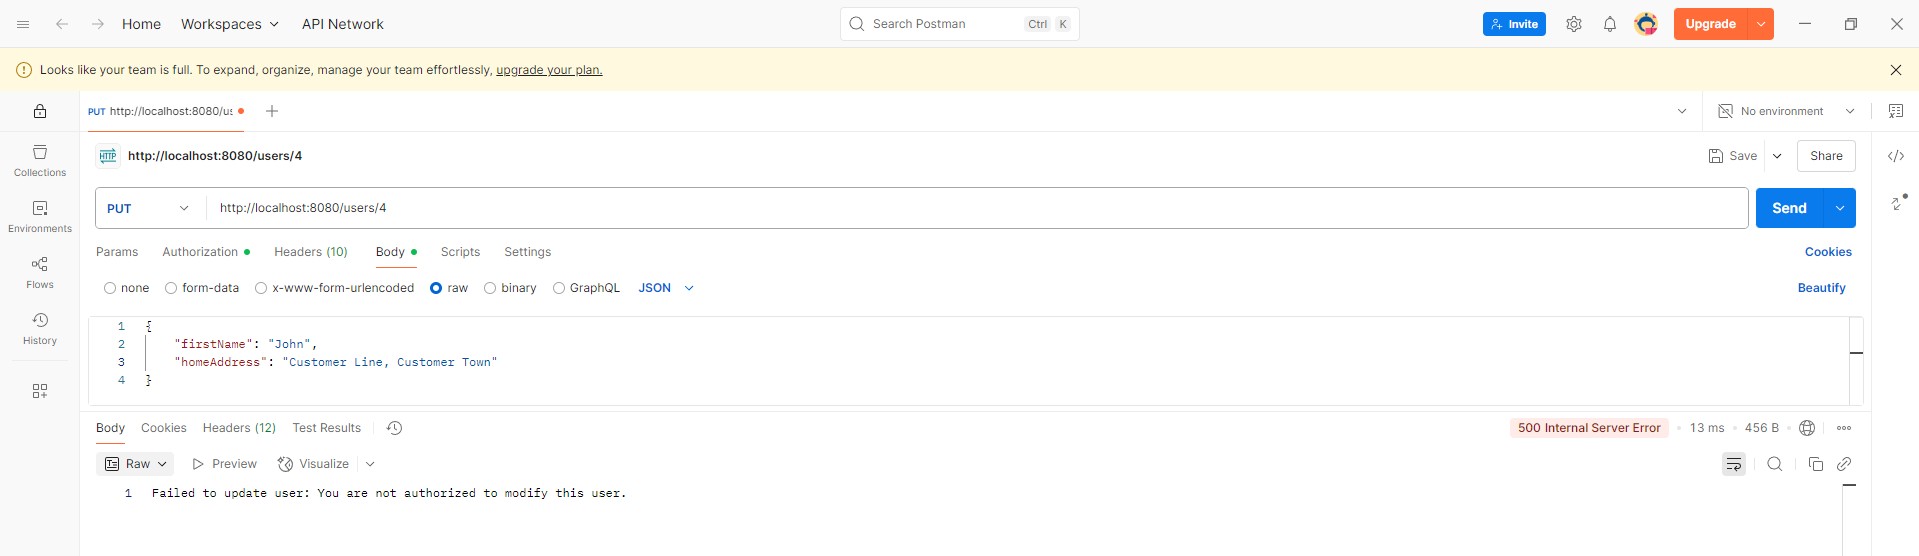 Home Workspaces API Network Search Postman Ctrl K Invite Upgrade
Looks like your team is full. To expand, organize, manage your team effortlessly, upgrade your plan.
PUT http://localhost:8080/us No environment
Collections
Environments
Flows
History
HTTP http://localhost:8080/users/4 Save Share
PUT http://localhost:8080/users/4 Send
Params Authorization Headers (10) Body Scripts Settings Cookies
none form-data x-www-form-urlencoded raw binary GraphQL JSON Beautify
1 {
2 "firstName": "John",
3 "homeAddress": "Customer Line, Customer Town"
4 }
Body Cookies Headers (12) Test Results 500 Internal Server Error • 13 ms • 456 B •
Raw Preview Visualize
1 Failed to update user: You are not authorized to modify this user.